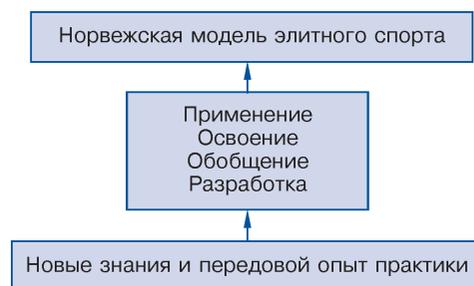 Норвежская модель элитного спорта
Применение
Освоение
Обобщение
Разработка
Новые знания и передовой опыт практики